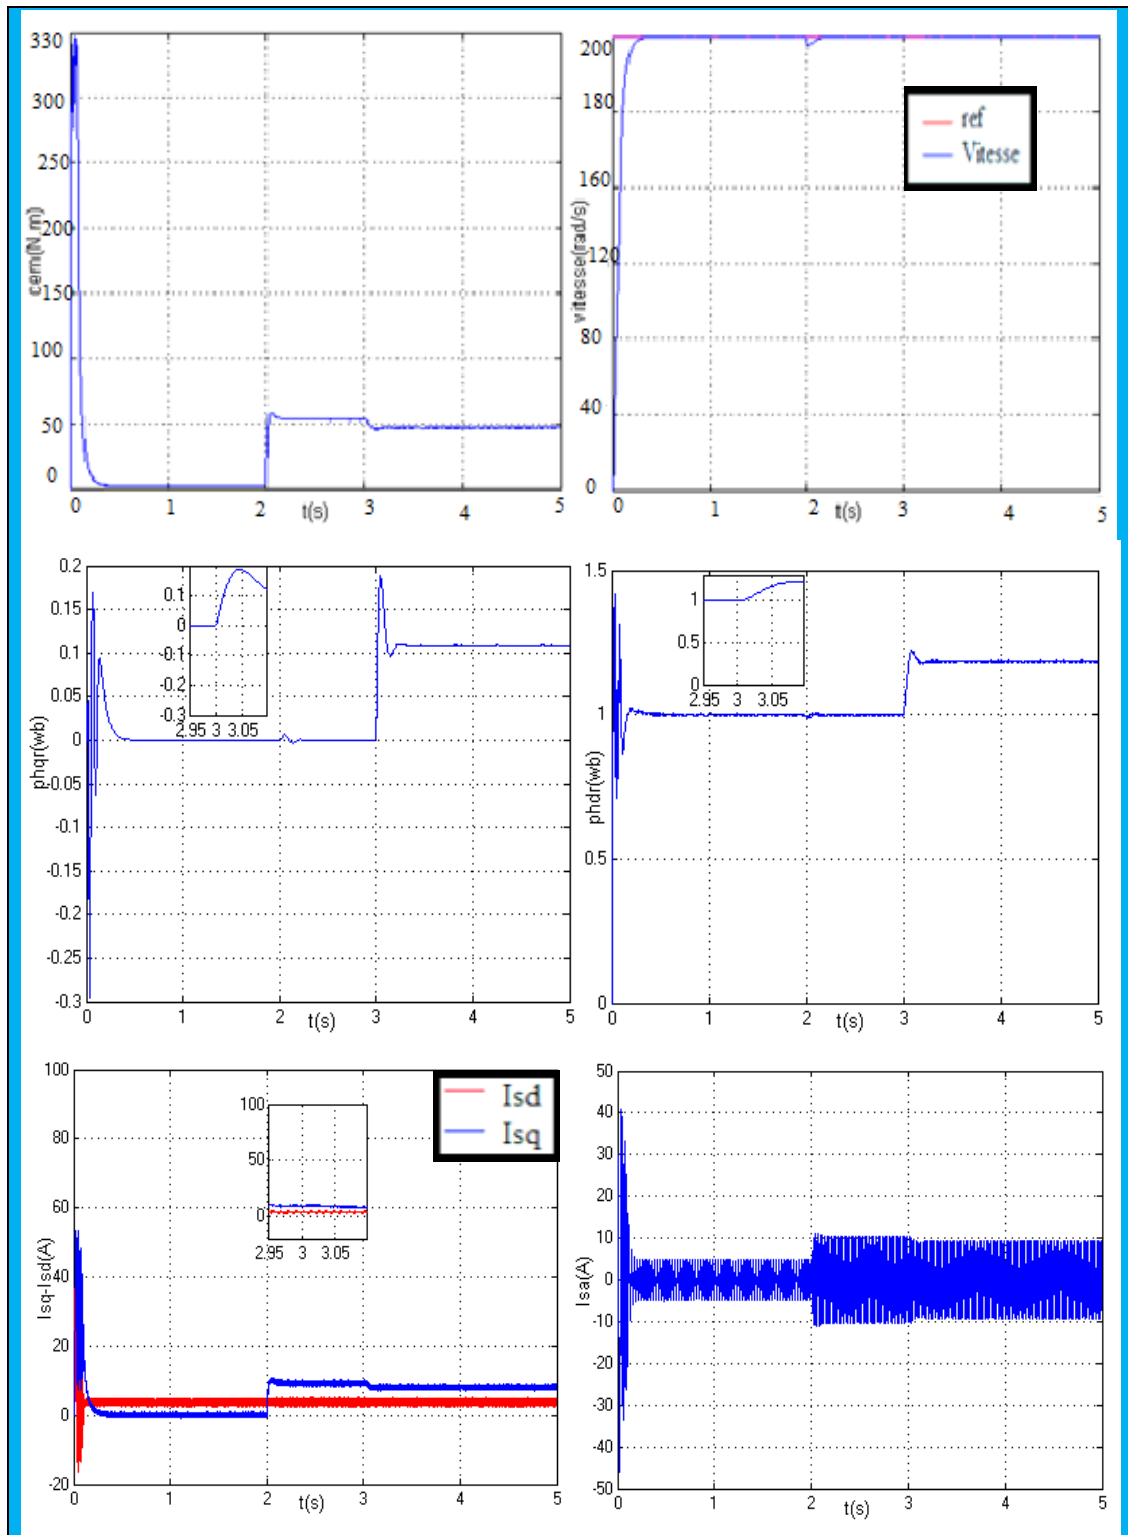 330
300
330
200
150
100
50
0
cem(N.m)
0 1 2 3 4 5
t(s)
200
180
160
120
80
40
0
vitesse(rad/s)
ref
Vitesse
0 1 2 3 4 5
t(s)
0.2
0.15
0.1
0.05
0
-0.05
-0.1
-0.15
-0.2
-0.25
-0.3
phqr(wb)
0.1
0
-0.1
-0.2
-0.3
2.95 3 3.05
0 1 2 3 4 5
t(s)
1.5
1
0.5
0
phdr(wb)
1
0.5
0
2.95 3 3.05
0 1 2 3 4 5
t(s)
100
80
60
40
20
0
-20
Isq-Isd(A)
100
50
0
2.95 3 3.05
Isd
Isq
0 1 2 3 4 5
t(s)
50
40
30
20
10
0
-10
-20
-30
-40
-50
Isa(A)
0 1 2 3 4 5
t(s)